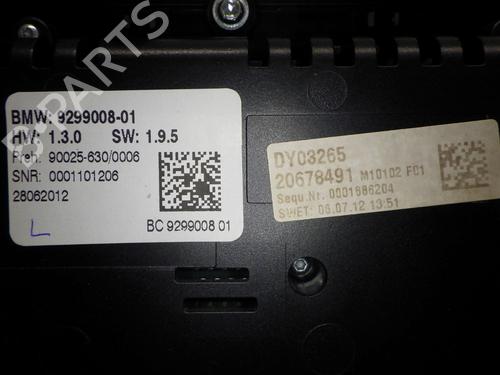 B-PARTS
BMW: 9299008-01
HW: 1.3.0 SW: 1.9.5
Preh: 90025-630/0006
SNR: 0001101206
28062012
L
BC 9299008 01
DY03265
20678491 M10102 FC1
Sequ.Nr. 0001686204
SWET: 06.07.12 13:51